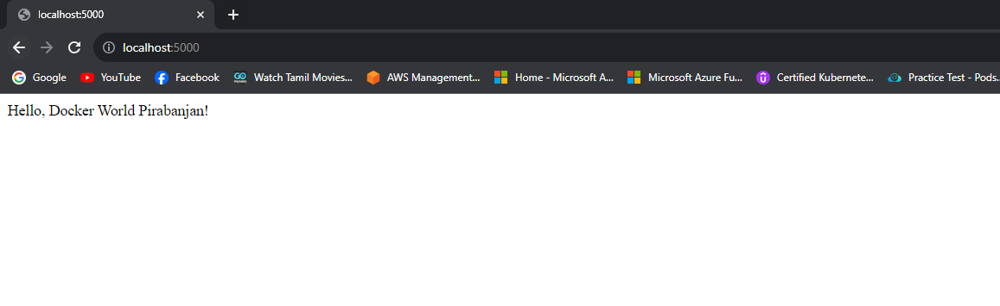 localhost:5000
localhost:5000
Google YouTube Facebook Watch Tamil Movies... AWS Management... Home - Microsoft A... Microsoft Azure Fu... Certified Kubernete... Practice Test - Pods...
Hello, Docker World Pirabanjan!